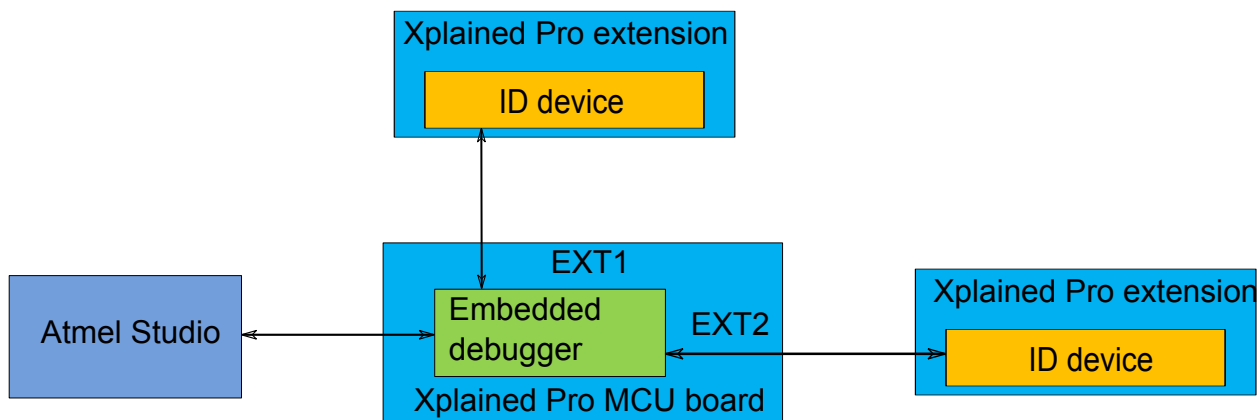 Xplained Pro extension
ID device
EXT1
Atmel Studio
Embedded
debugger
EXT2
Xplained Pro MCU board
Xplained Pro extension
ID device